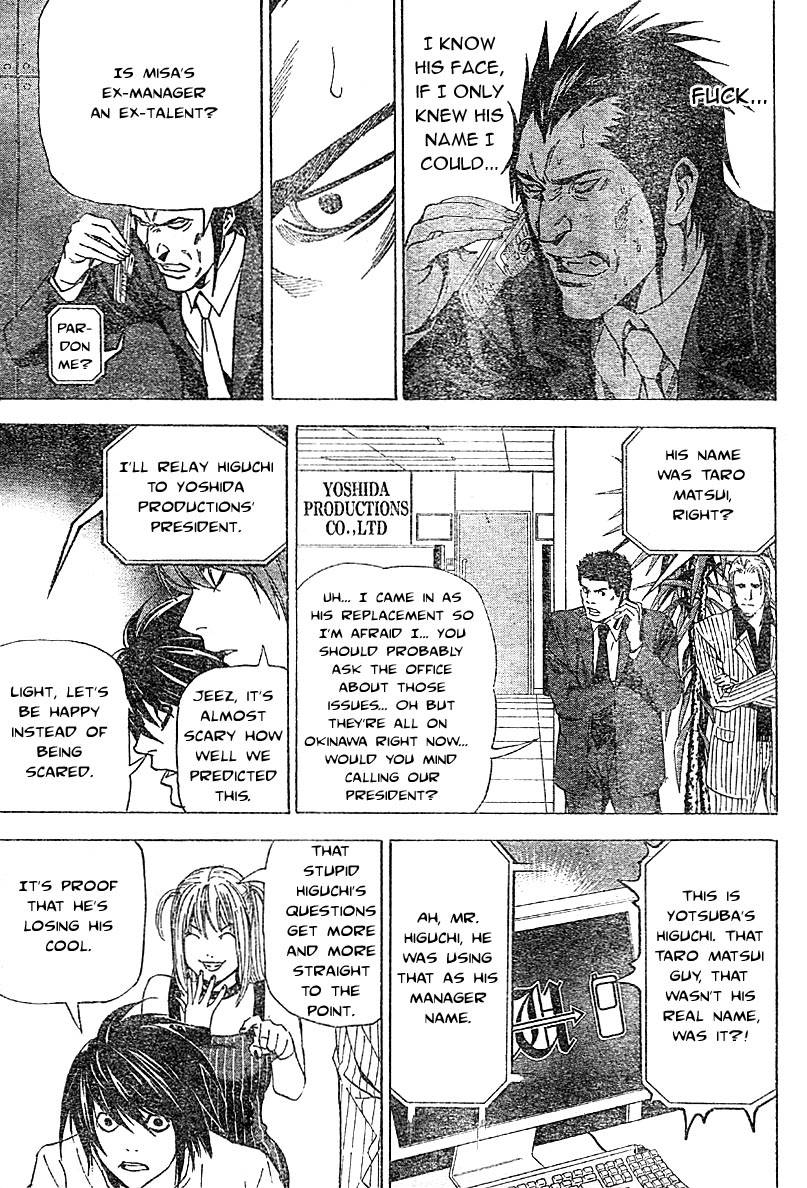 FUCK...
I KNOW
HIS FACE,
IF I ONLY
KNEW HIS
NAME I
COULD...
IS MISA'S
EX-MANAGER
AN EX-TALENT?
PAR-
DON
ME?
HIS NAME
WAS TARO
MATSUI,
RIGHT?
YOSHIDA
PRODUCTIONS
CO.,LTD
UH... I CAME IN AS
HIS REPLACEMENT SO
I'M AFRAID I... YOU
SHOULD PROBABLY
ASK THE OFFICE
ABOUT THOSE
ISSUES... OH BUT
THEY'RE ALL ON
OKINAWA RIGHT NOW...
WOULD YOU MIND
CALLING OUR
PRESIDENT?
I'LL RELAY HIGUCHI
TO YOSHIDA
PRODUCTIONS'
PRESIDENT.
JEEZ, IT'S
ALMOST
SCARY HOW
WELL WE
PREDICTED
THIS.
LIGHT, LET'S
BE HAPPY
INSTEAD OF
BEING
SCARED.
THIS IS
YOTSUBA'S
HIGUCHI. THAT
TARO MATSUI
GUY, THAT
WASN'T HIS
REAL NAME,
WAS IT?!
AH, MR.
HIGUCHI, HE
WAS USING
THAT AS HIS
MANAGER
NAME.
THAT
STUPID
HIGUCHI'S
QUESTIONS
GET MORE
AND MORE
STRAIGHT
TO THE
POINT.
IT'S PROOF
THAT HE'S
LOSING HIS
COOL.